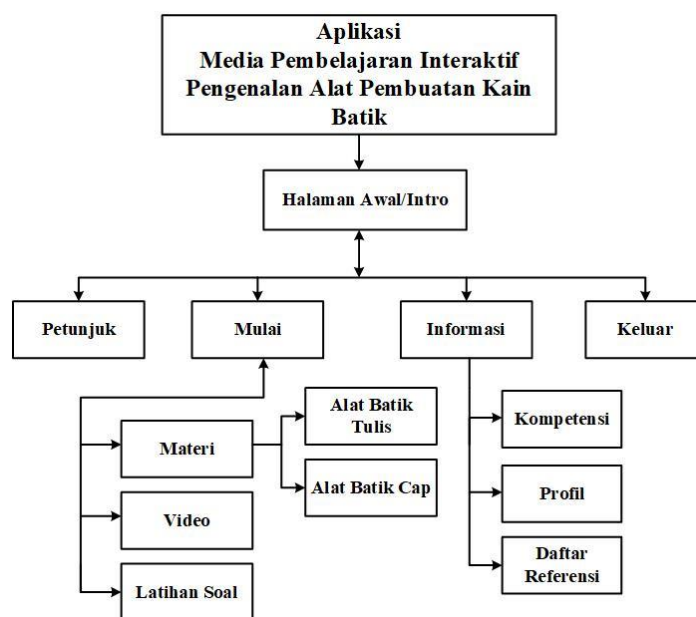 Aplikasi
Media Pembelajaran Interaktif
Pengenalan Alat Pembuatan Kain
Batik
Halaman Awal/Intro
Petunjuk
Mulai
Informasi
Keluar
Materi
Alat Batik
Tulis
Alat Batik Cap
Video
Latihan Soal
Kompetensi
Profil
Daftar
Referensi